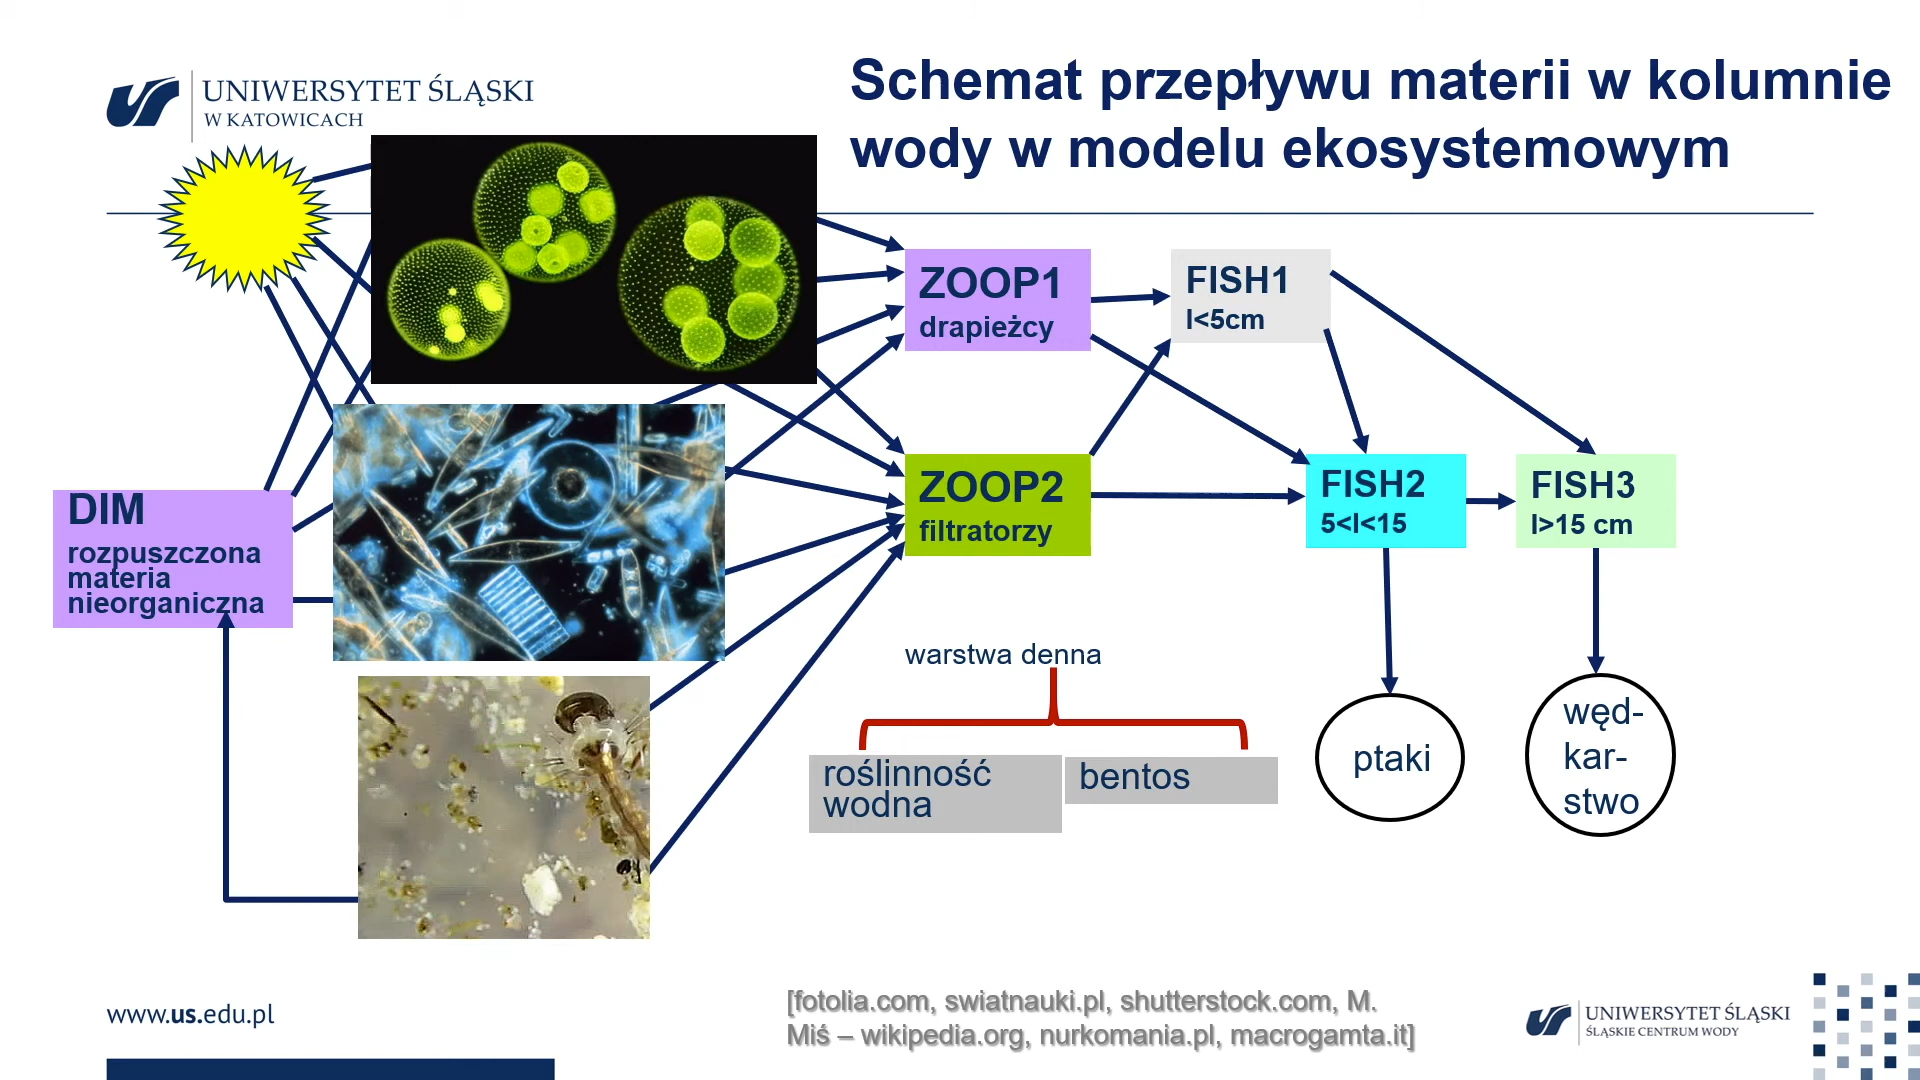 UNIWERSYTET ŚLĄSKI
W KATOWICACH
Schemat przepływu materii w kolumnie
wody w modelu ekosystemowym
ZOOP1
drapieżcy
FISH1
l<5cm
ZOOP2
filtratorzy
FISH2
5<l<15
FISH3
l>15 cm
DIM
rozpuszczona
materia
nieorganiczna
warstwa denna
roślinność
wodna
bentos
ptaki
węd-
kar-
stwo
www.us.edu.pl
[fotolia.com, swiatnauki.pl, shutterstock.com, M.
Miś – wikipedia.org, nurkomania.pl, macrogamta.it]
UNIWERSYTET ŚLĄSKI
ŚLĄSKIE CENTRUM WODY